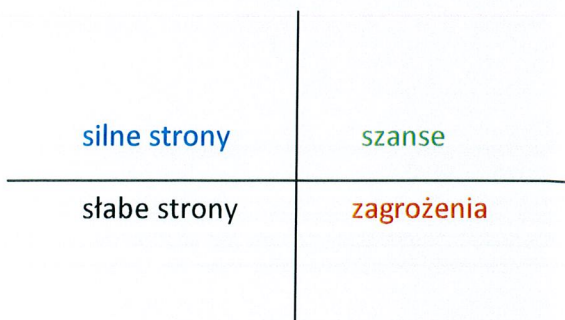 silne strony
szanse
słabe strony
zagrożenia